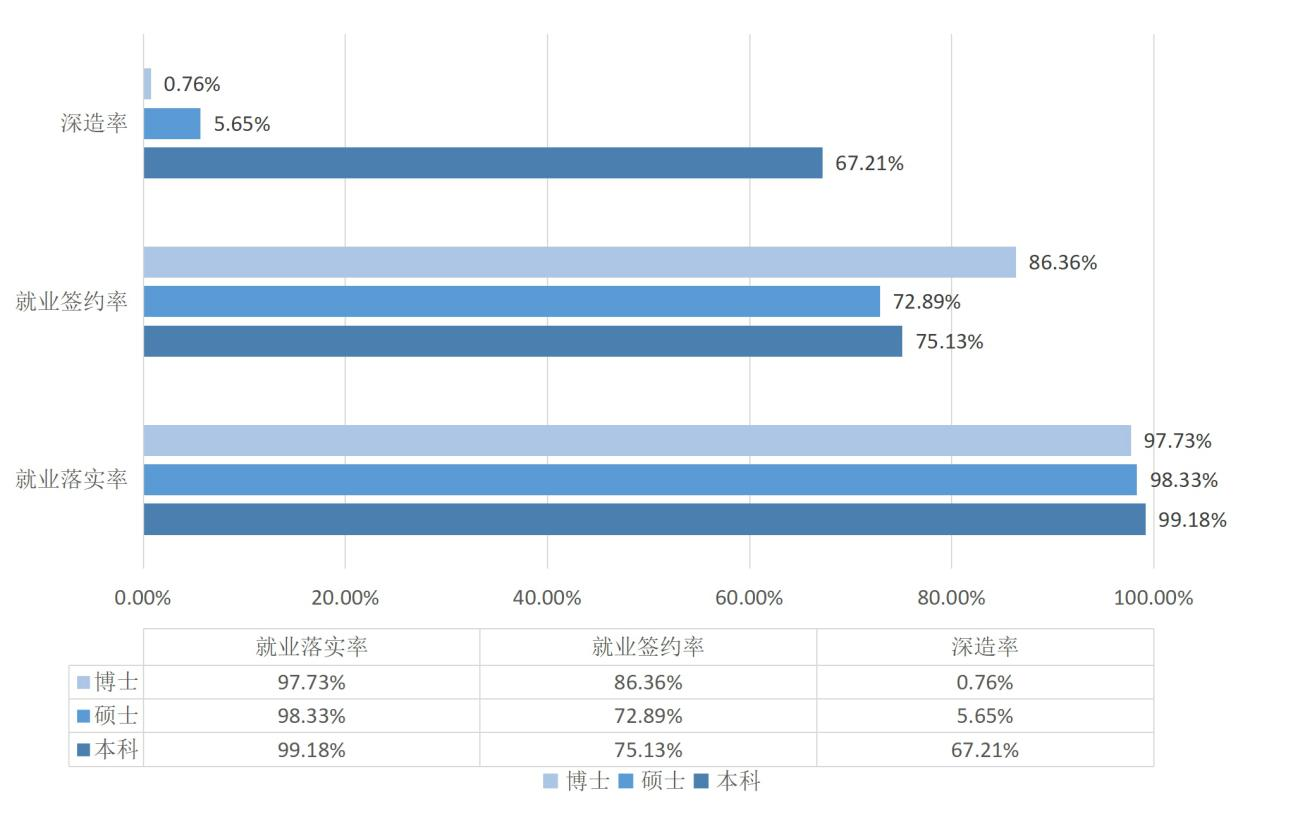 0.76%
深造率 5.65%
67.21%
86.36%
就业签约率 72.89%
75.13%
97.73%
就业落实率 98.33%
99.18%
0.00% 20.00% 40.00% 60.00% 80.00% 100.00%
就业落实率 就业签约率 深造率
博士 97.73% 86.36% 0.76%
硕士 98.33% 72.89% 5.65%
本科 99.18% 75.13% 67.21%
博士 硕士 本科